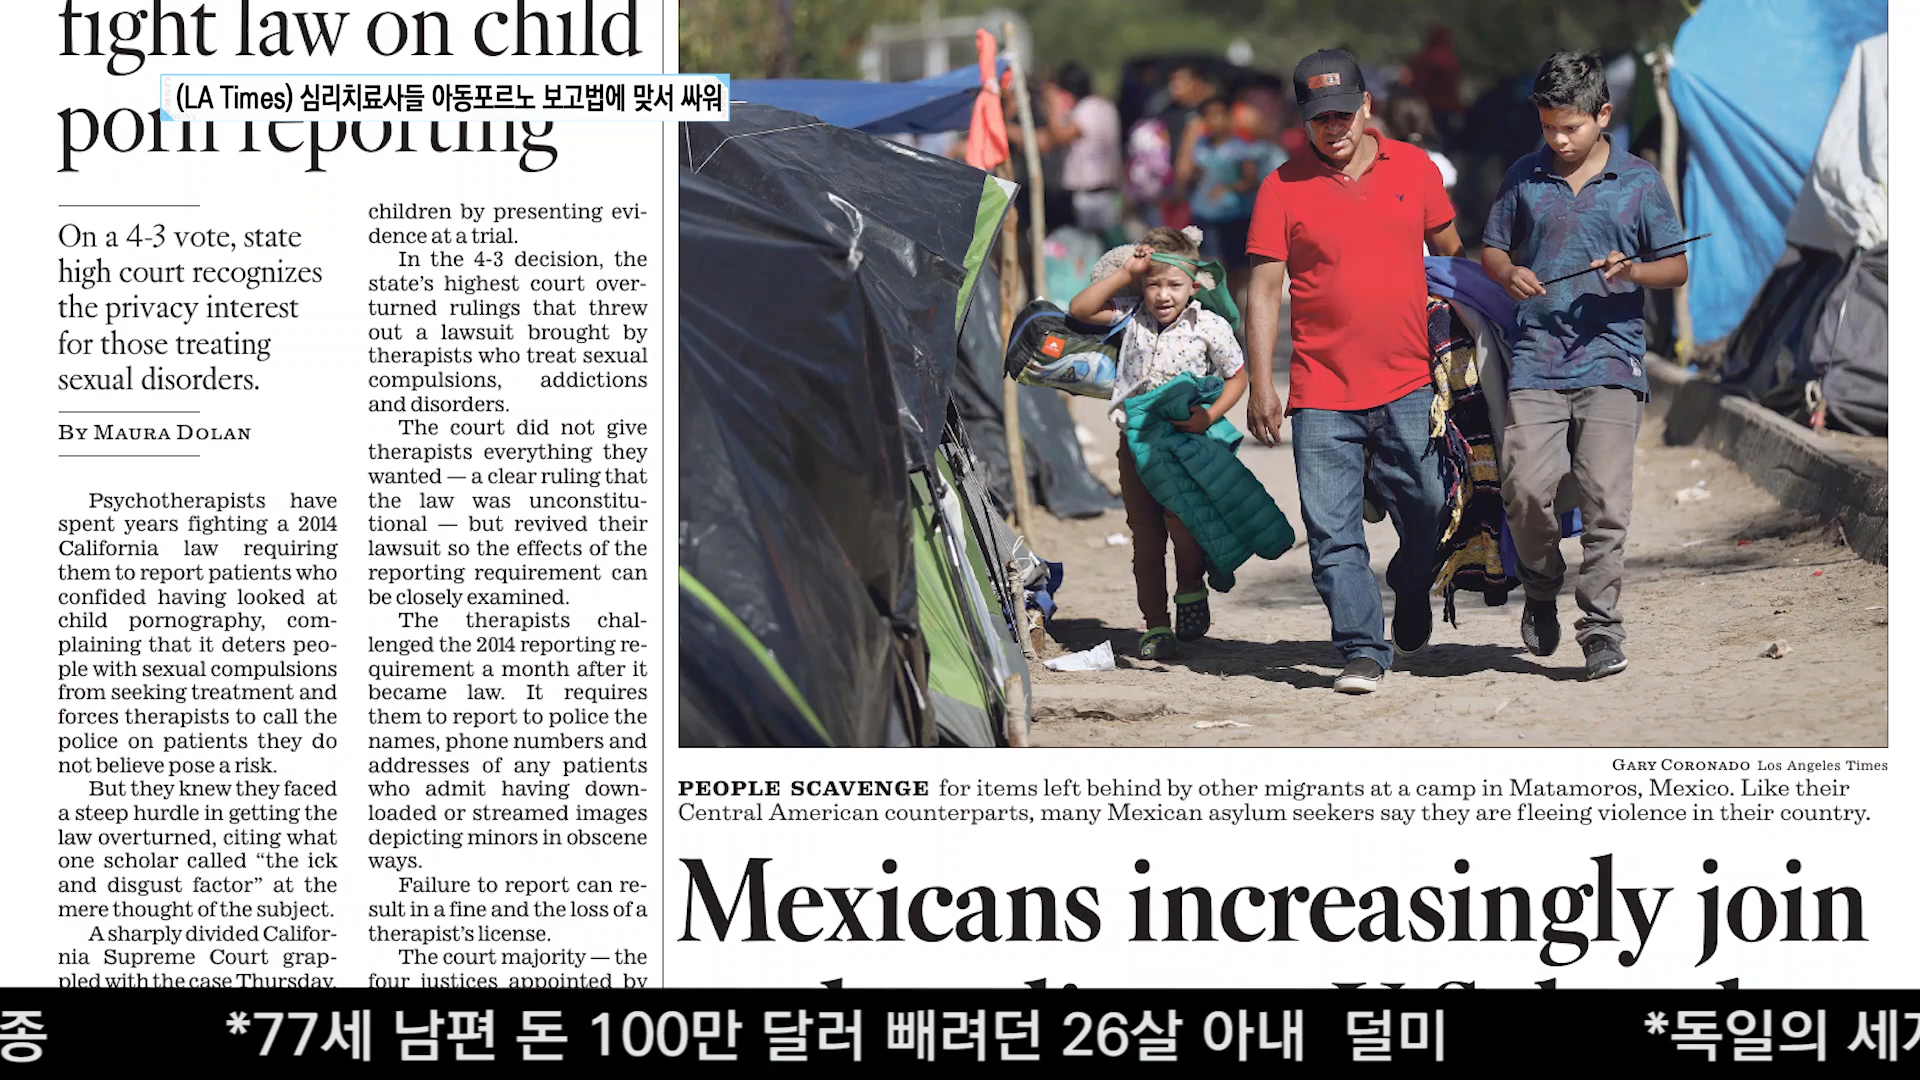 fight law on child
(LA Times) 심리치료사들 아동포르노 보고법에 맞서 싸워
porn reporting
On a 4-3 vote, state
high court recognizes
the privacy interest
for those treating
sexual disorders.
BY MAURA DOLAN
Psychotherapists have
spent years fighting a 2014
California law requiring
them to report patients who
confided having looked at
child pornography, com-
plaining that it deters peo-
ple with sexual compulsions
from seeking treatment and
forces therapists to call the
police on patients they do
not believe pose a risk.
But they knew they faced
a steep hurdle in getting the
law overturned, citing what
one scholar called “the ick
and disgust factor” at the
mere thought of the subject.
A sharply divided Califor-
nia Supreme Court grap-
pled with the case Thursday,
children by presenting evi-
dence at a trial.
In the 4-3 decision, the
state’s highest court over-
turned rulings that threw
out a lawsuit brought by
therapists who treat sexual
compulsions, addictions
and disorders.
The court did not give
therapists everything they
wanted — a clear ruling that
the law was unconstitu-
tional — but revived their
lawsuit so the effects of the
reporting requirement can
be closely examined.
The therapists chal-
lenged the 2014 reporting re-
quirement a month after it
became law. It requires
them to report to police the
names, phone numbers and
addresses of any patients
who admit having down-
loaded or streamed images
depicting minors in obscene
ways.
Failure to report can re-
sult in a fine and the loss of a
therapist’s license.
The court majority — the
four justices appointed by
GARY CORONADO Los Angeles Times
PEOPLE SCAVENGE for items left behind by other migrants at a camp in Matamoros, Mexico. Like their
Central American counterparts, many Mexican asylum seekers say they are fleeing violence in their country.
Mexicans increasingly join
종 *77세 남편 돈 100만 달러 빼려던 26살 아내 덜미 *독일의